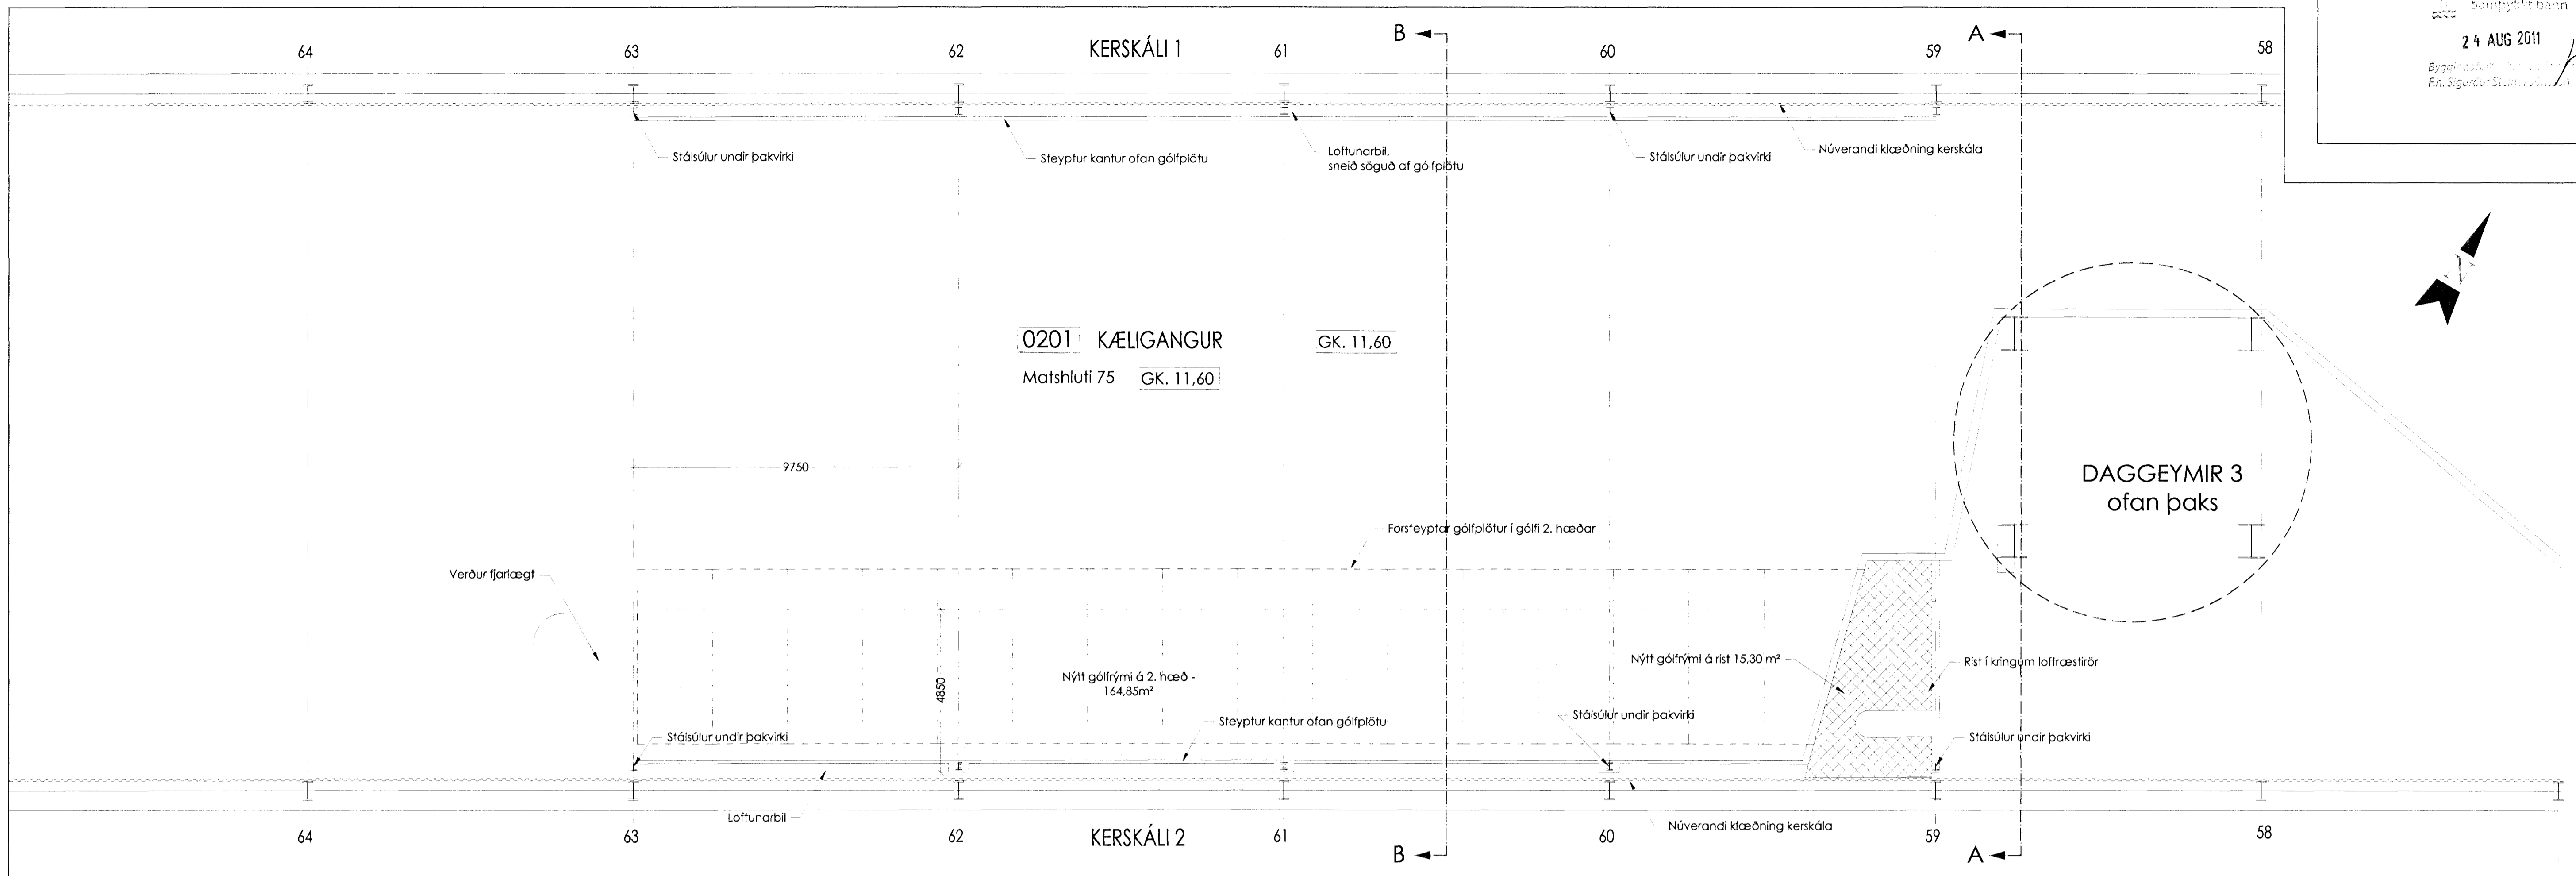 Samþykkt þann
24 AUG 2011
F.h. Sigurður
B
A
64
63
62
KERSKÁLI 1
61
60
59
58
Stálsúlur undir þakvirki
Steyptur kantur ofan gólfplötu
Loftunarbil,
sneið söguð af gólfplötu
Stálsúlur undir þakvirki
Núverandi klæðning kerskála
N
0201 KÆLIGANGUR
GK. 11,60
Matshluti 75 GK. 11,60
9750
DAGGEYMIR 3
ofan þaks
Forsteyptar gólfplötur í gólfi 2. hæðar
Verður fjarlægt
4850
Nýtt gólfrými á 2. hæð -
164,85m²
Nýtt gólfrými á rist 15,30 m²
Rist í kringum loftræstirör
Steyptur kantur ofan gólfplötu
Stálsúlur undir þakvirki
Stálsúlur undir þakvirki
Stálsúlur undir þakvirki
Loftunarbil
Núverandi klæðning kerskála
64
63
62
KERSKÁLI 2
61
60
59
58
B
A